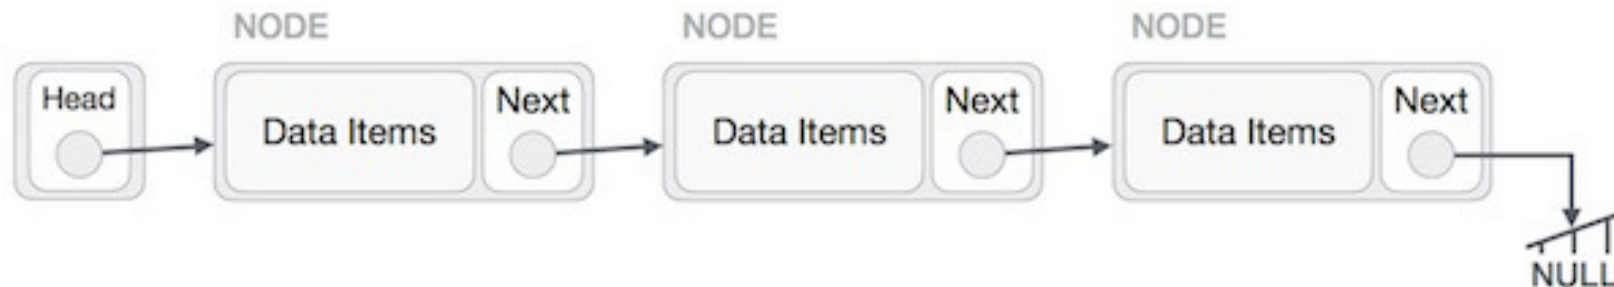 NODE NODE NODE
Head Data Items Next Data Items Next Data Items Next
NULL